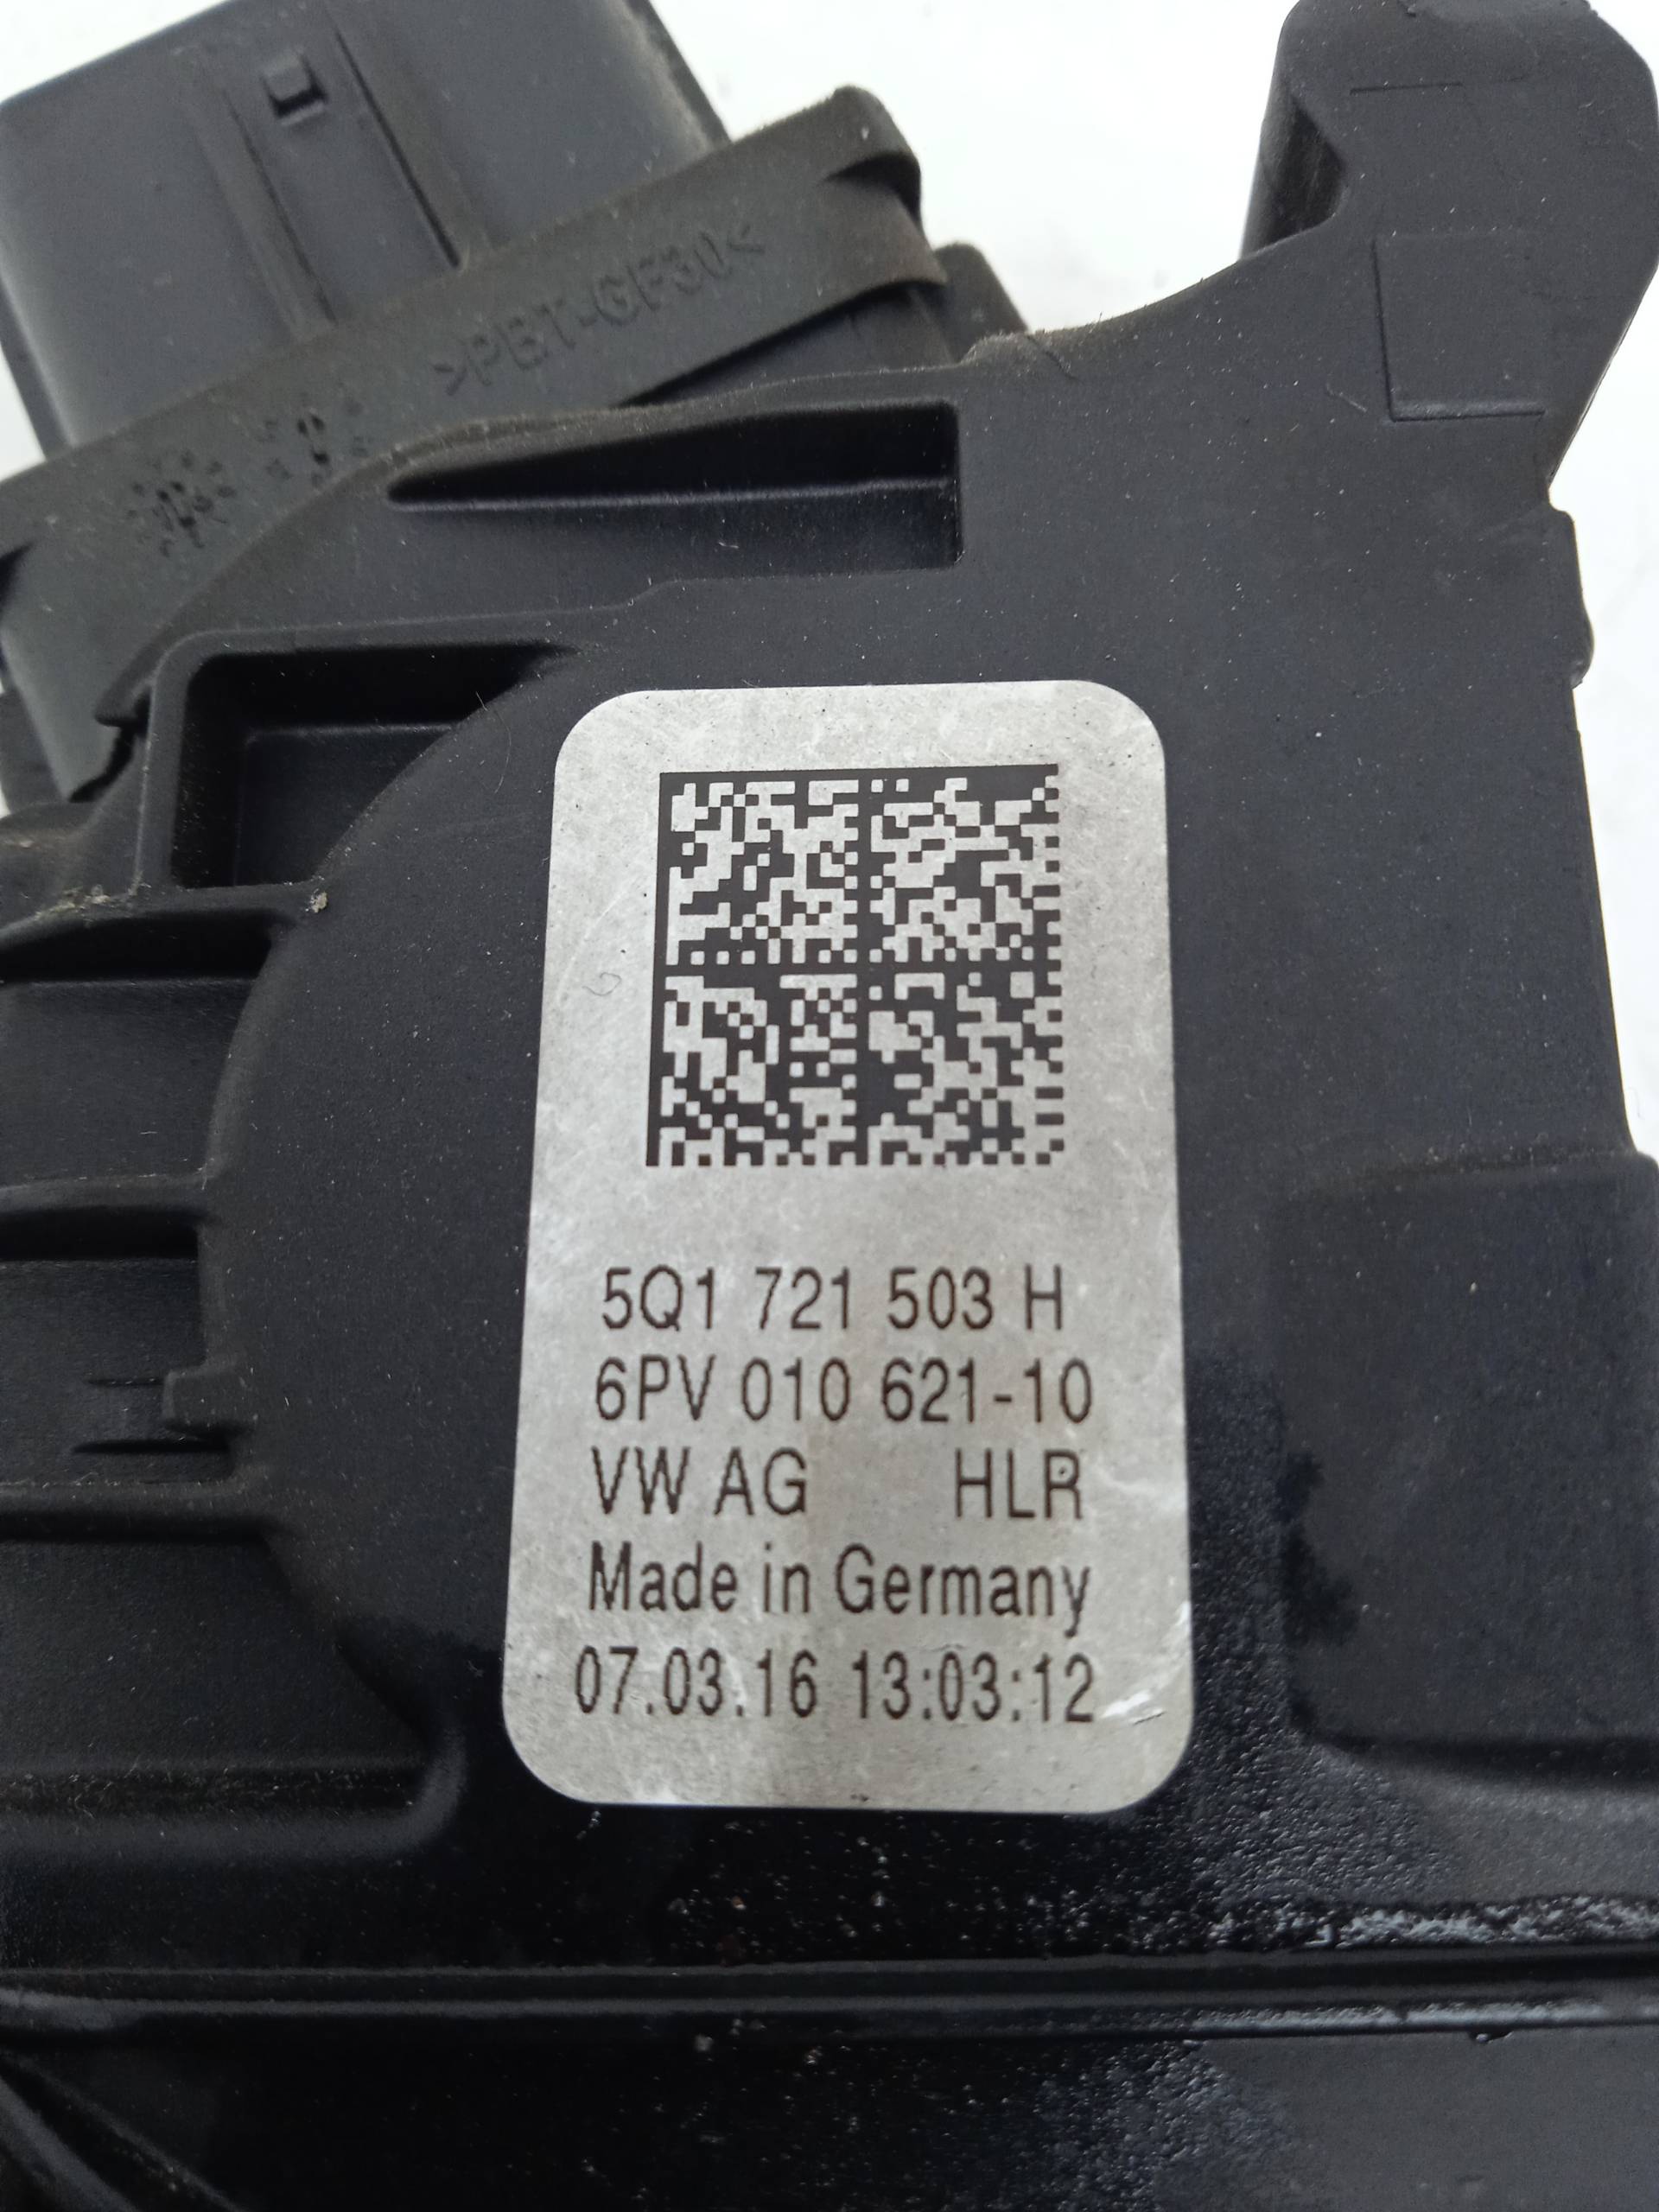 >PBT-GF30<
5Q1 721 503 H
6PV 010 621-10
VW AG HLR
Made in Germany
07.03.16 13:03:12